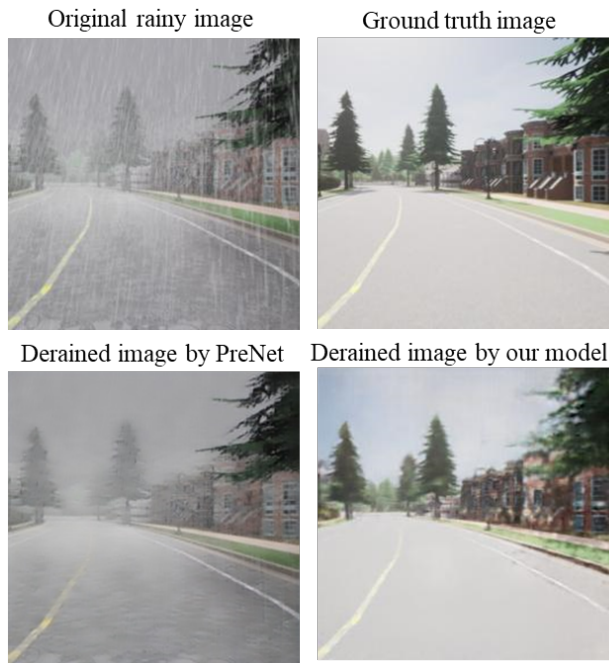 Original rainy image
Ground truth image
Derained image by PreNet
Derained image by our model